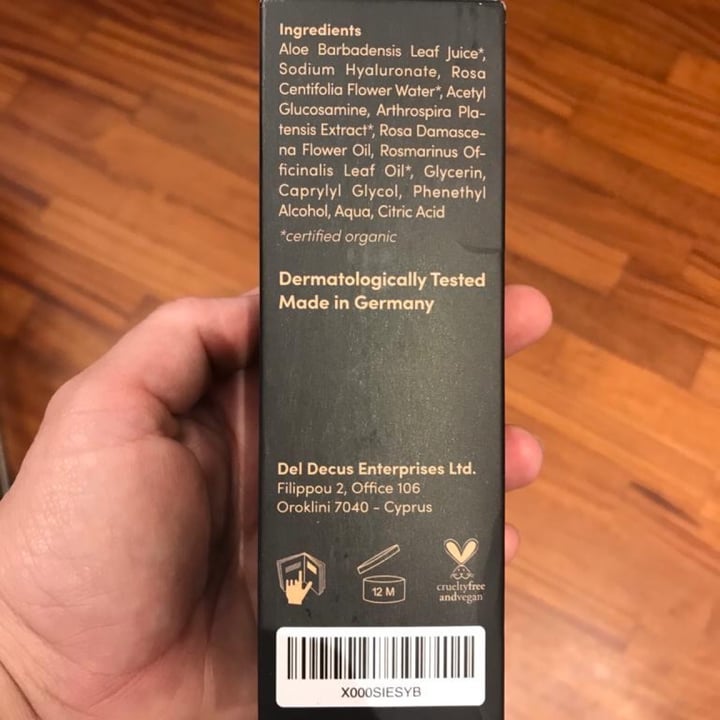 Ingredients
Aloe Barbadensis Leaf Juice*,
Sodium Hyaluronate, Rosa
Centifolia Flower Water*, Acetyl
Glucosamine, Arthrospira Pla-
tensis Extract*, Rosa Damasce-
na Flower Oil, Rosmarinus Of-
ficinalis Leaf Oil*, Glycerin,
Caprylyl Glycol, Phenethyl
Alcohol, Aqua, Citric Acid
*certified organic
Dermatologically Tested
Made in Germany
Del Decus Enterprises Ltd.
Filippou 2, Office 106
Oroklini 7040 - Cyprus
12 M
crueltyfree
andvegan
X000SIESYB